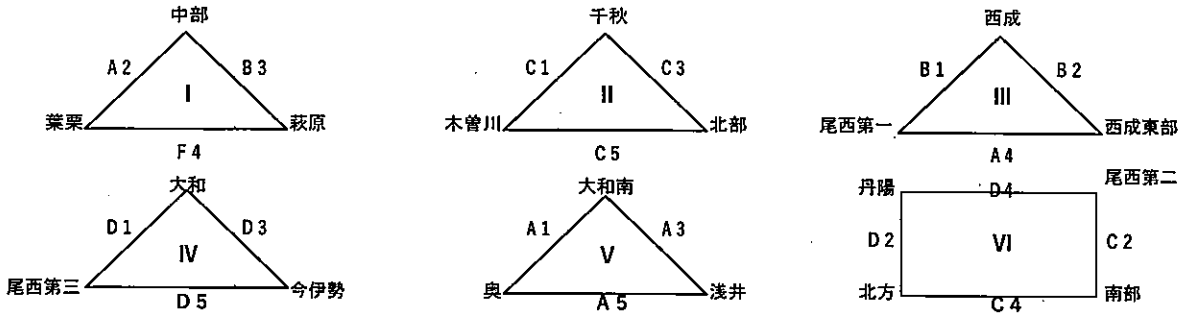 中部
A2
B3
I
葉栗
萩原
F4
千秋
C1
C3
II
木曽川
北部
C5
西成
B1
B2
III
尾西第一
西成東部
A4
大和
D1
D3
IV
尾西第三
今伊勢
D5
大和南
A1
A3
V
奥
浅井
A5
丹陽
D4
尾西第二
D2
VI
C2
北方
C4
南部